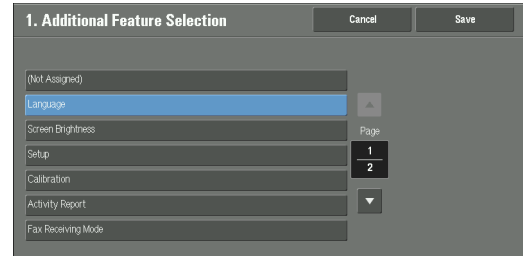 1. Additional Feature Selection
Cancel
Save
(Not Assigned)
Language
Screen Brightness
Setup
Calibration
Activity Report
Fax Receiving Mode
Page
1
2